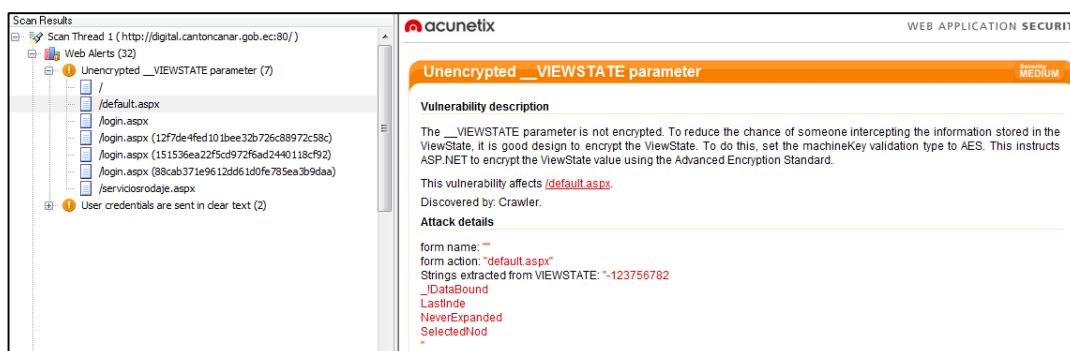 Scan Results
Scan Thread 1 ( http://digital.cantoncanar.gob.ec:80/ )
Web Alerts (32)
Unencrypted __VIEWSTATE parameter (7)
/
/default.aspx
/login.aspx
/login.aspx (12f7de4fed101bee32b726c88972c58c)
/login.aspx (151536ea22f5cd972f6ad2440118cf92)
/login.aspx (88cab371e9612dd61d0fe785ea3b9daa)
/serviciosrodaje.aspx
User credentials are sent in clear text (2)
acunetix
WEB APPLICATION SECURIT
Unencrypted __VIEWSTATE parameter
Severity
MEDIUM
Vulnerability description
The __VIEWSTATE parameter is not encrypted. To reduce the chance of someone intercepting the information stored in the
ViewState, it is good design to encrypt the ViewState. To do this, set the machineKey validation type to AES. This instructs
ASP.NET to encrypt the ViewState value using the Advanced Encryption Standard.
This vulnerability affects /default.aspx.
Discovered by: Crawler.
Attack details
form name: ""
form action: "default.aspx"
Strings extracted from VIEWSTATE: "-123756782
_!DataBound
LastInde
NeverExpanded
SelectedNod
"